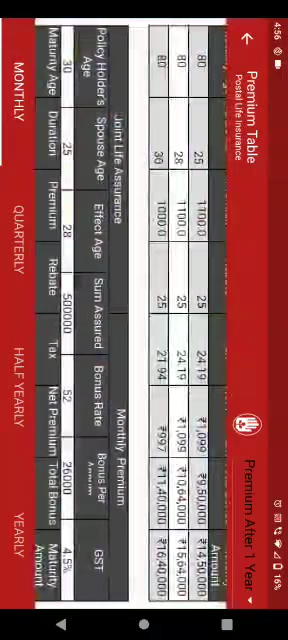 4:56 16%
Premium Table Premium After 1 Year
Postal Life Insurance
Amount
80 25 1100.0 25 24.19 ₹1,099 ₹9,50,000 ₹14,50,000
80 28 1100.0 25 24.19 ₹1,099 ₹10,64,000 ₹15,64,000
80 30 1000.0 25 21.94 ₹997 ₹11,40,000 ₹16,40,000
Joint Life Assurance Monthly Premium
Policy Holder's Age Spouse Age Effect Age Sum Assured Bonus Rate Bonus Per Annum GST
30 25 28 500000 52 26000 4.5%
Maturity Age Duration Premium Rebate Tax Net Premium Total Bonus Maturity Amount
MONTHLY QUARTERLY HALF YEARLY YEARLY